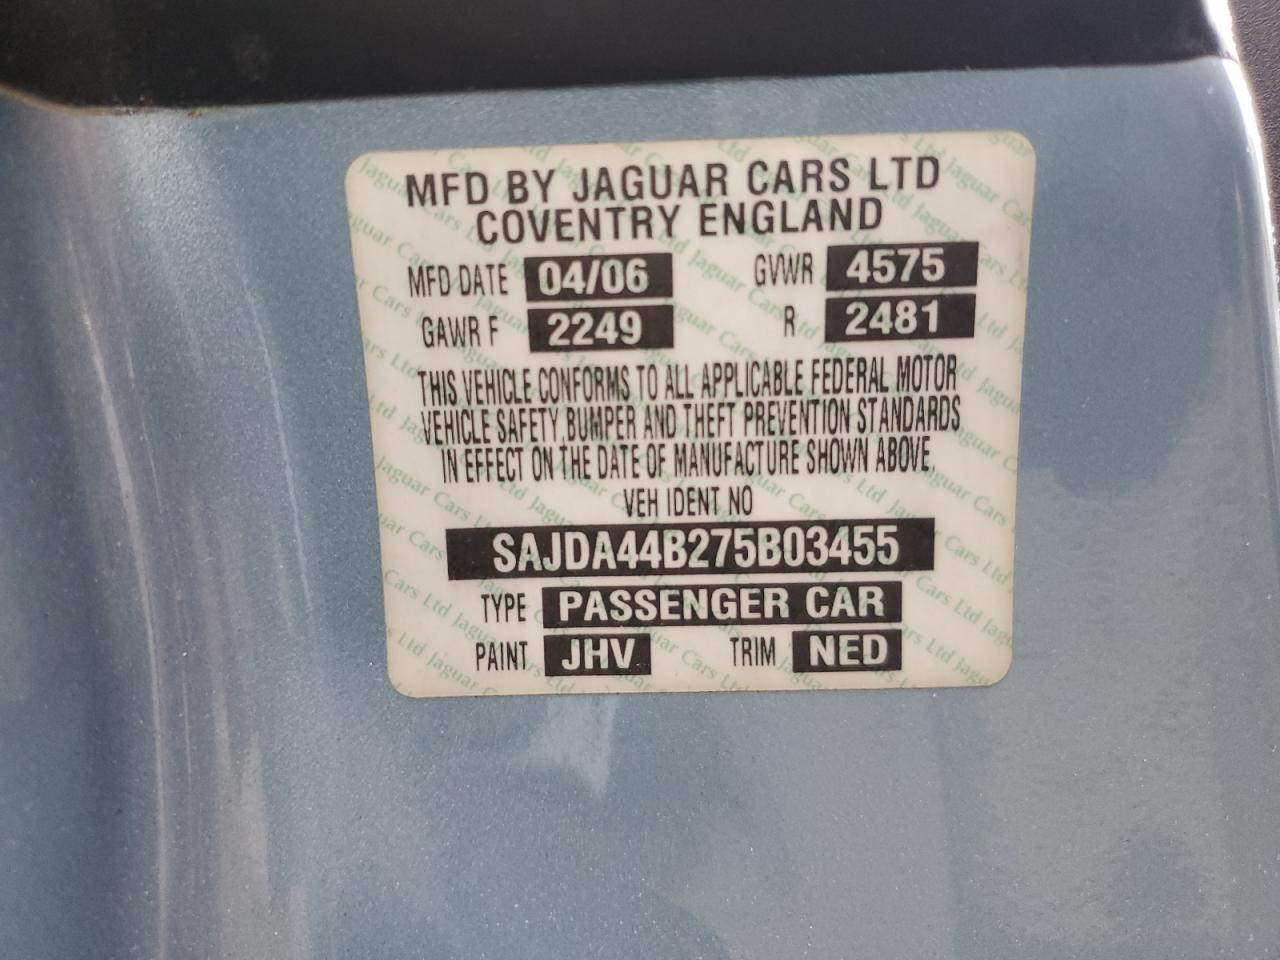 MFD BY JAGUAR CARS LTD
COVENTRY ENGLAND
MFD DATE 04/06 GVWR 4575
GAWR F 2249 R 2481
THIS VEHICLE CONFORMS TO ALL APPLICABLE FEDERAL MOTOR
VEHICLE SAFETY, BUMPER AND THEFT PREVENTION STANDARDS
IN EFFECT ON THE DATE OF MANUFACTURE SHOWN ABOVE.
VEH IDENT NO
SAJDA44B275B03455
TYPE PASSENGER CAR
PAINT JHV TRIM NED